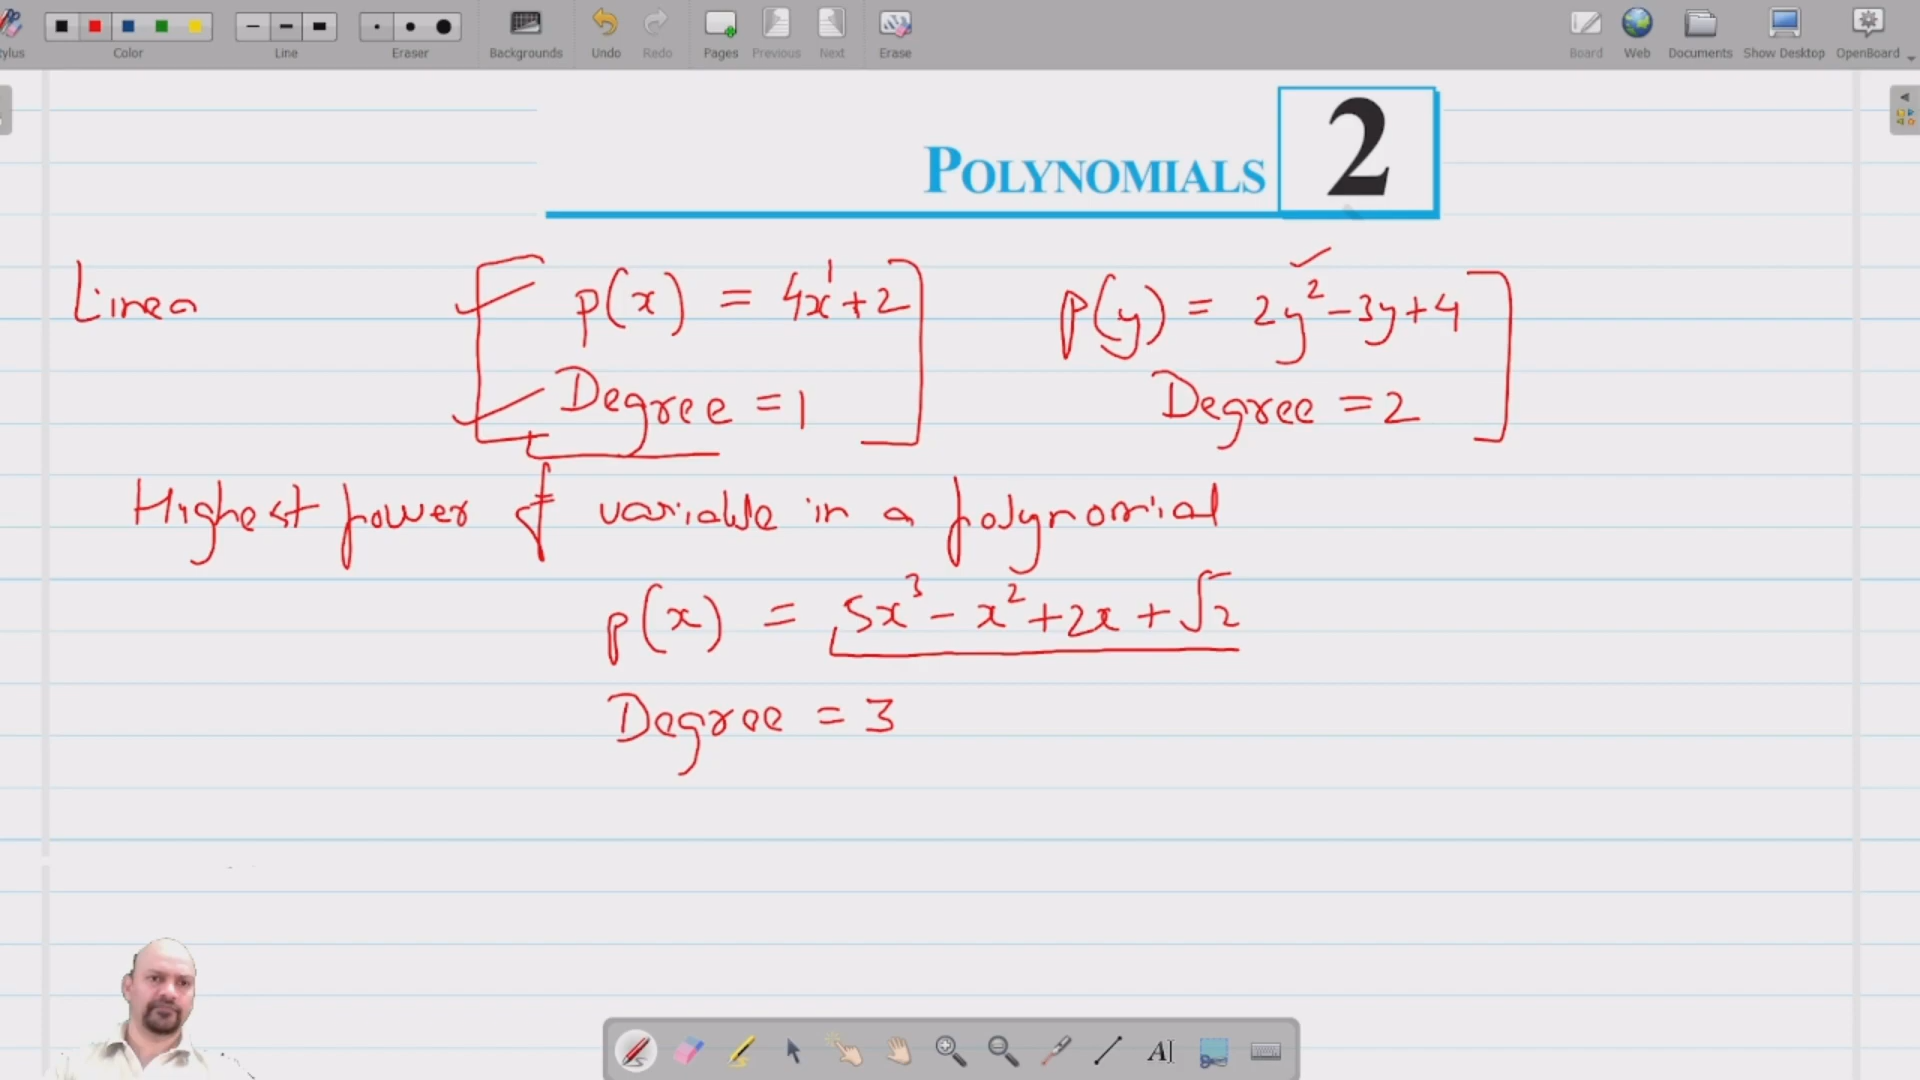 Stylus Color Line Eraser Backgrounds Undo Redo Pages Previous Next Erase Board Web Documents Show Desktop OpenBoard
POLYNOMIALS 2
Linea p(x) = 4x¹+2 p(y) = 2y²-3y+4
Degree =1 Degree =2
Highest power of variable in a polynomial
p(x) = 5x³-x²+2x+√2
Degree =3